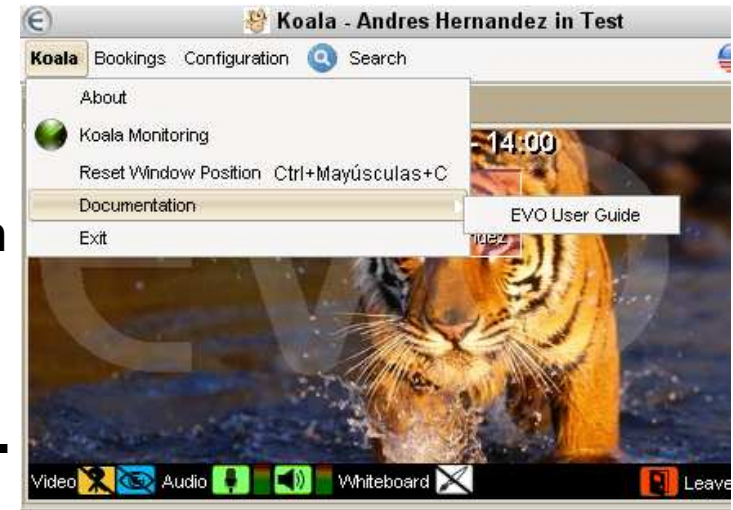 Koala - Andres Hernandez in Test
Koala Bookings Configuration Search
About
Koala Monitoring
- 14:00
Reset Window Position Ctrl+Mayúsculas+C
Documentation
EVO User Guide
Exit
Video Audio Whiteboard Leave